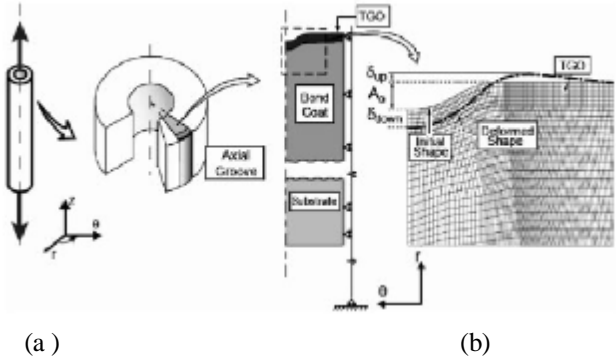 TGO
Bond
Coat
Substrate
Axial
Groove
z
θ
r
δup
A₀
δdown
TGO
Initial
Shape
Deformed
Shape
r
θ
(a )
(b)